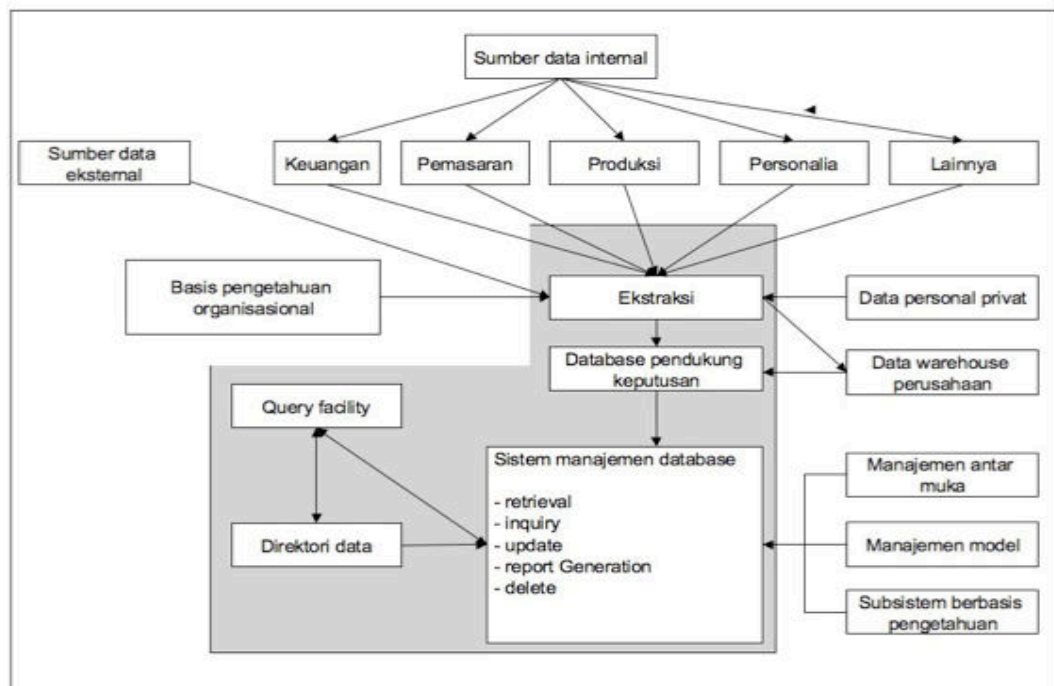 Sumber data internal
Sumber data
eksternal
Keuangan
Pemasaran
Produksi
Personalia
Lainnya
Basis pengetahuan
organisasional
Ekstraksi
Data personal privat
Database pendukung
keputusan
Data warehouse
perusahaan
Query facility
Sistem manajemen database
- retrieval
- inquiry
- update
- report Generation
- delete
Direktori data
Manajemen antar
muka
Manajemen model
Subsistem berbasis
pengetahuan